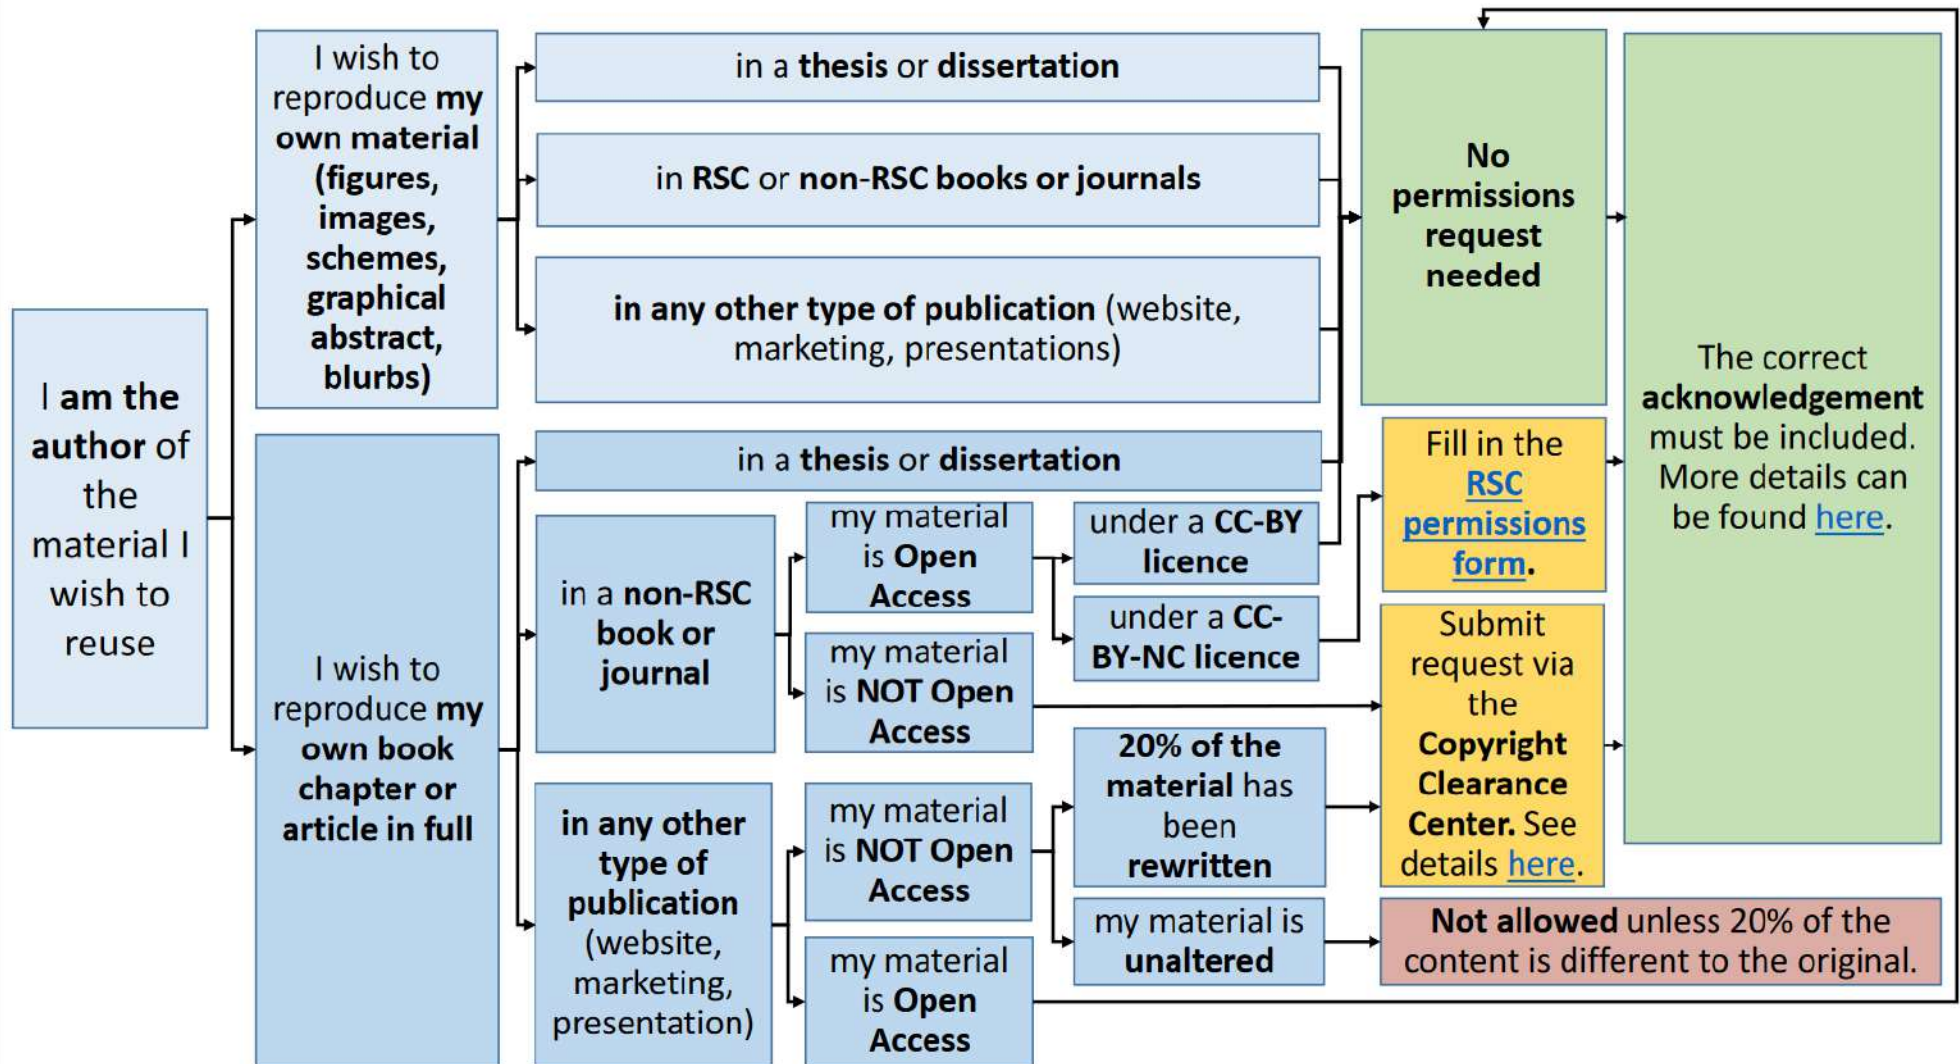 I am the
author of
the
material I
wish to
reuse
I wish to
reproduce my
own material
(figures,
images,
schemes,
graphical
abstract,
blurbs)
in a thesis or dissertation
in RSC or non-RSC books or journals
in any other type of publication (website,
marketing, presentations)
No
permissions
request
needed
The correct
acknowledgement
must be included.
More details can
be found here.
I wish to
reproduce my
own book
chapter or
article in full
in a thesis or dissertation
in a non-RSC
book or
journal
my material
is Open
Access
under a CC-BY
licence
under a CC-
BY-NC licence
Fill in the
RSC
permissions
form.
my material
is NOT Open
Access
Submit
request via
the
Copyright
Clearance
Center. See
details here.
in any other
type of
publication
(website,
marketing,
presentation)
my material
is NOT Open
Access
20% of the
material has
been
rewritten
my material is
unaltered
Not allowed unless 20% of the
content is different to the original.
my material
is Open
Access